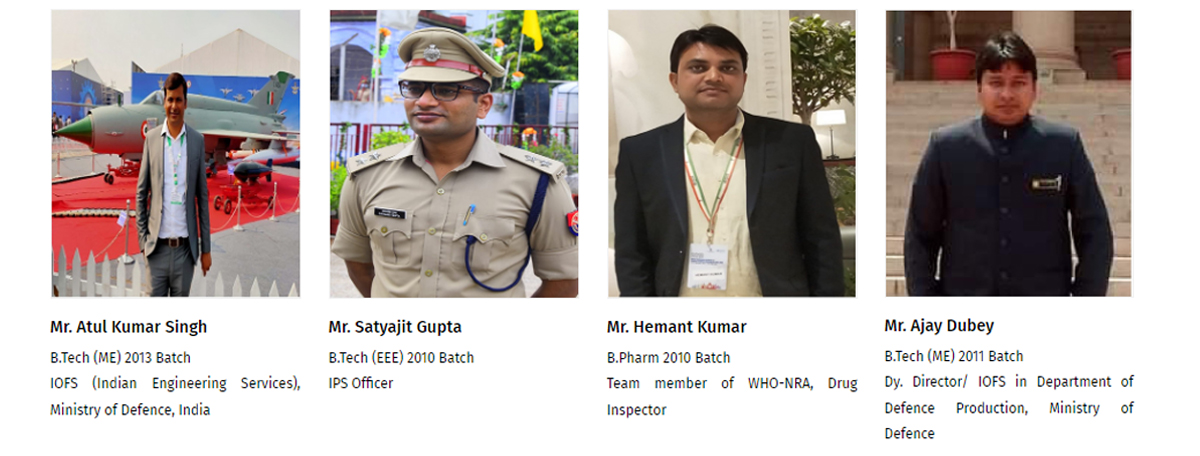 Mr. Atul Kumar Singh
B.Tech (ME) 2013 Batch
IOFS (Indian Engineering Services),
Ministry of Defence, India
Mr. Satyajit Gupta
B.Tech (EEE) 2010 Batch
IPS Officer
Mr. Hemant Kumar
B.Pharm 2010 Batch
Team member of WHO-NRA, Drug
Inspector
Mr. Ajay Dubey
B.Tech (ME) 2011 Batch
Dy. Director/ IOFS in Department of
Defence Production, Ministry of
Defence